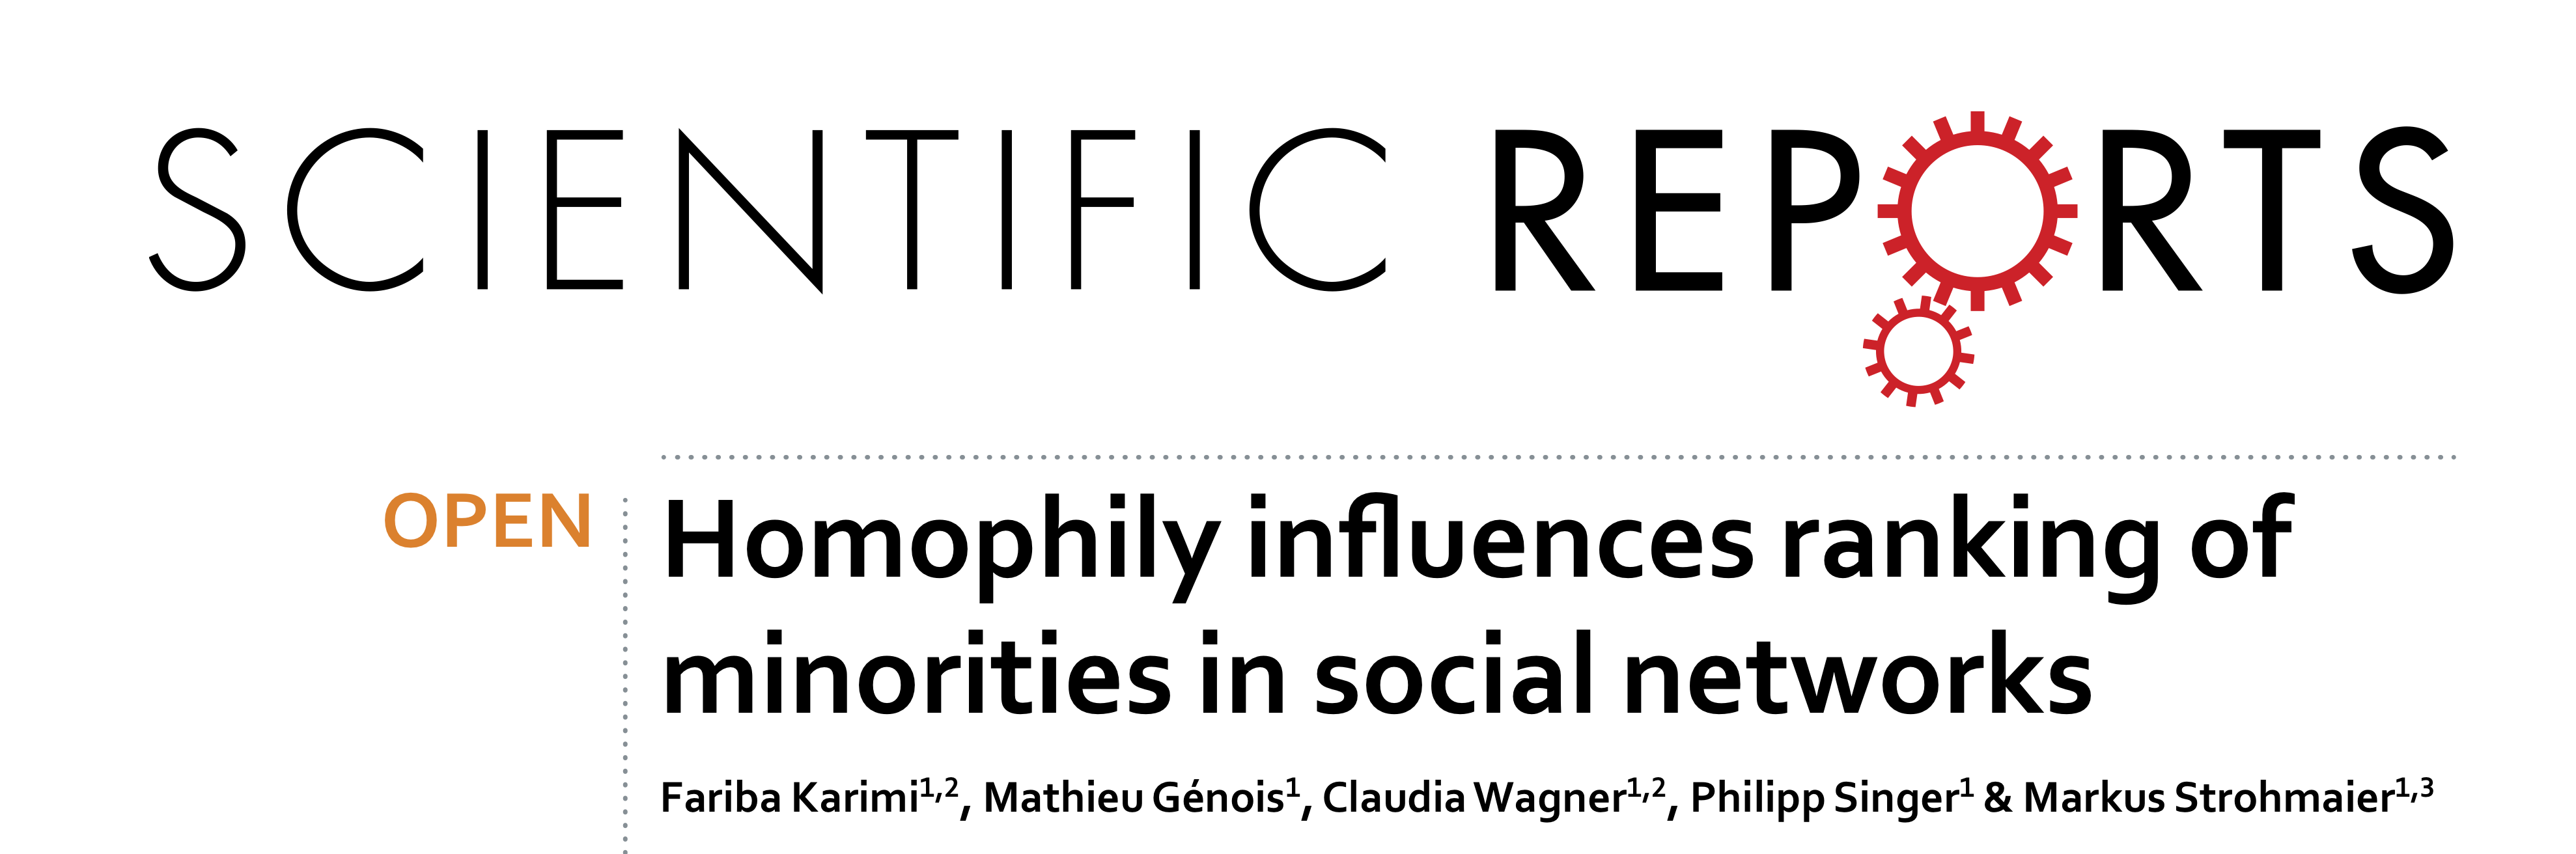 SCIENTIFIC REPORTS
OPEN
Homophily influences ranking of
minorities in social networks
Fariba Karimi1,2, Mathieu Génois1, Claudia Wagner1,2, Philipp Singer1 & Markus Strohmaier1,3